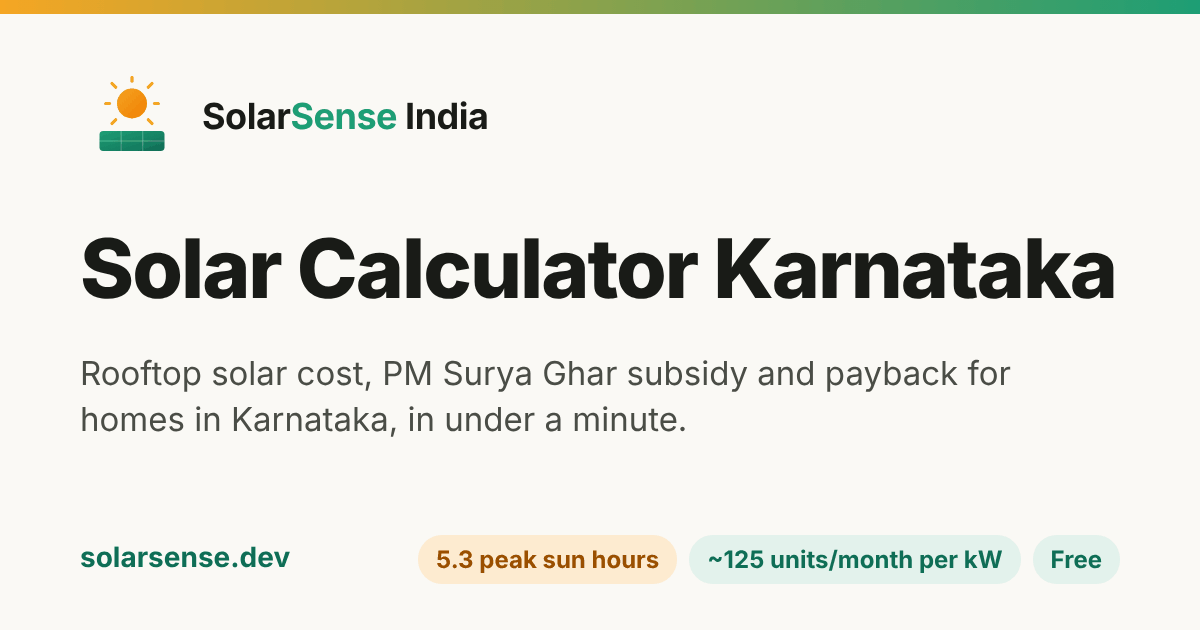 SolarSense India
Solar Calculator Karnataka
Rooftop solar cost, PM Surya Ghar subsidy and payback for
homes in Karnataka, in under a minute.
solarsense.dev
5.3 peak sun hours
~125 units/month per kW
Free